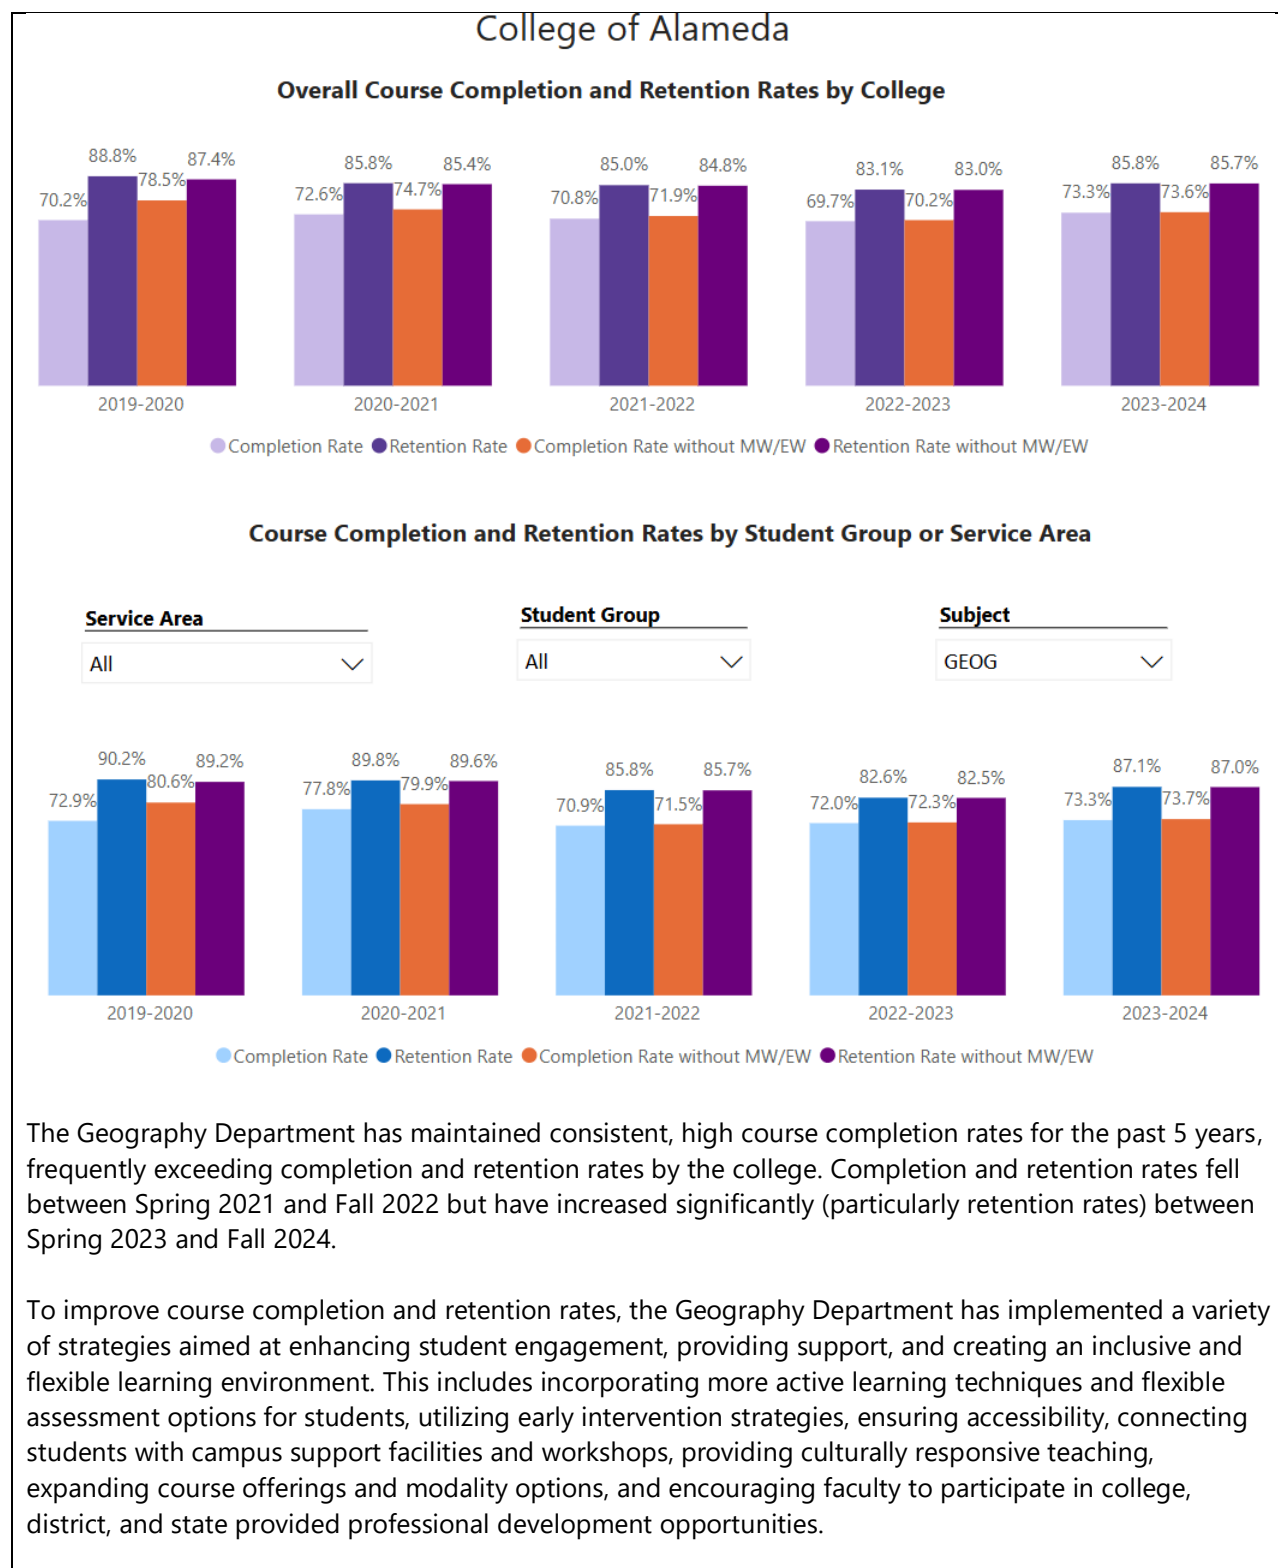 College of Alameda
Overall Course Completion and Retention Rates by College
88.8% 87.4% 85.8% 85.4% 85.0% 84.8% 83.1% 83.0% 85.8% 85.7%
70.2% 78.5% 72.6% 74.7% 70.8% 71.9% 69.7% 70.2% 73.3% 73.6%
2019-2020 2020-2021 2021-2022 2022-2023 2023-2024
Completion Rate Retention Rate Completion Rate without MW/EW Retention Rate without MW/EW
Course Completion and Retention Rates by Student Group or Service Area
Service Area Student Group Subject
All All GEOG
90.2% 89.2% 89.8% 89.6% 85.8% 85.7% 82.6% 82.5% 87.1% 87.0%
72.9% 80.6% 77.8% 79.9% 70.9% 71.5% 72.0% 72.3% 73.3% 73.7%
2019-2020 2020-2021 2021-2022 2022-2023 2023-2024
Completion Rate Retention Rate Completion Rate without MW/EW Retention Rate without MW/EW
The Geography Department has maintained consistent, high course completion rates for the past 5 years,
frequently exceeding completion and retention rates by the college. Completion and retention rates fell
between Spring 2021 and Fall 2022 but have increased significantly (particularly retention rates) between
Spring 2023 and Fall 2024.
To improve course completion and retention rates, the Geography Department has implemented a variety
of strategies aimed at enhancing student engagement, providing support, and creating an inclusive and
flexible learning environment. This includes incorporating more active learning techniques and flexible
assessment options for students, utilizing early intervention strategies, ensuring accessibility, connecting
students with campus support facilities and workshops, providing culturally responsive teaching,
expanding course offerings and modality options, and encouraging faculty to participate in college,
district, and state provided professional development opportunities.